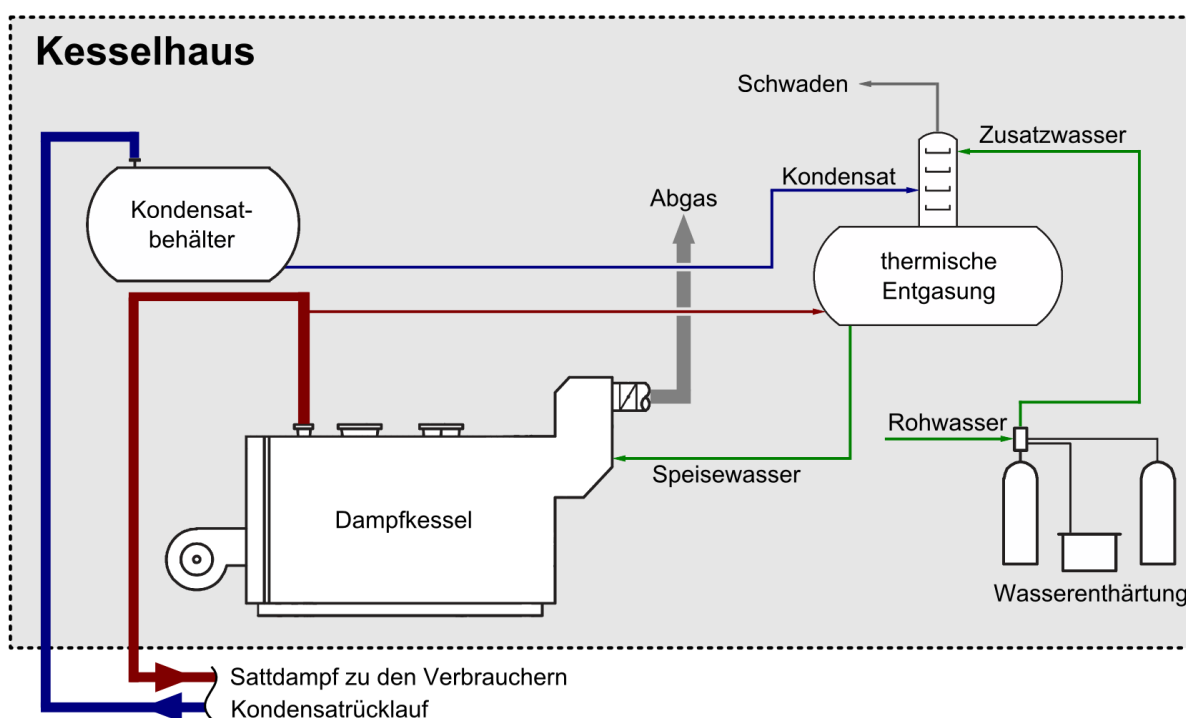 Kesselhaus
Schwaden
Zusatzwasser
Kondensat
Abgas
Kondensat-
behälter
thermische
Entgasung
Rohwasser
Speisewasser
Dampfkessel
Wasserenthärtung
Sattdampf zu den Verbrauchern
Kondensatrücklauf